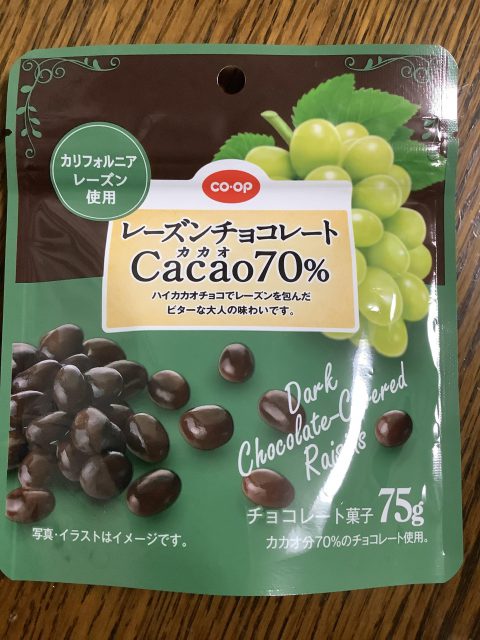 カリフォルニア
レーズン
使用
CO・OP
レーズンチョコレート
カカオ
Cacao70%
ハイカカオチョコでレーズンを包んだ
ビターな大人の味わいです。
Dark
Chocolate-Covered
Raisins
チョコレート菓子 75g
写真・イラストはイメージです。
カカオ分70%のチョコレート使用。